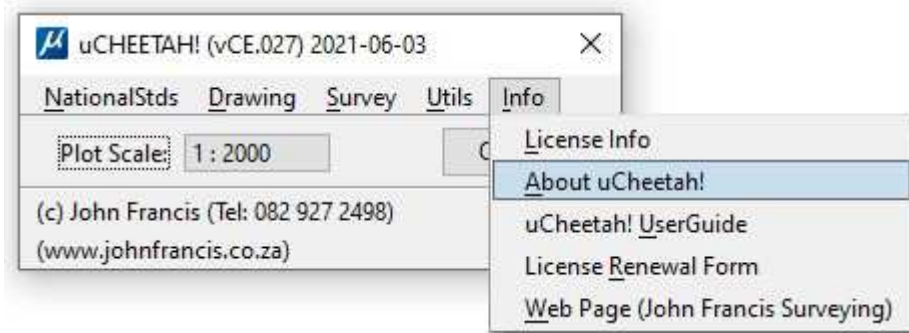 µ uCHEETAH! (vCE.027) 2021-06-03
NationalStds Drawing Survey Utils Info
Plot Scale: 1 : 2000
(c) John Francis (Tel: 082 927 2498)
(www.johnfrancis.co.za)
License Info
About uCheetah!
uCheetah! UserGuide
License Renewal Form
Web Page (John Francis Surveying)